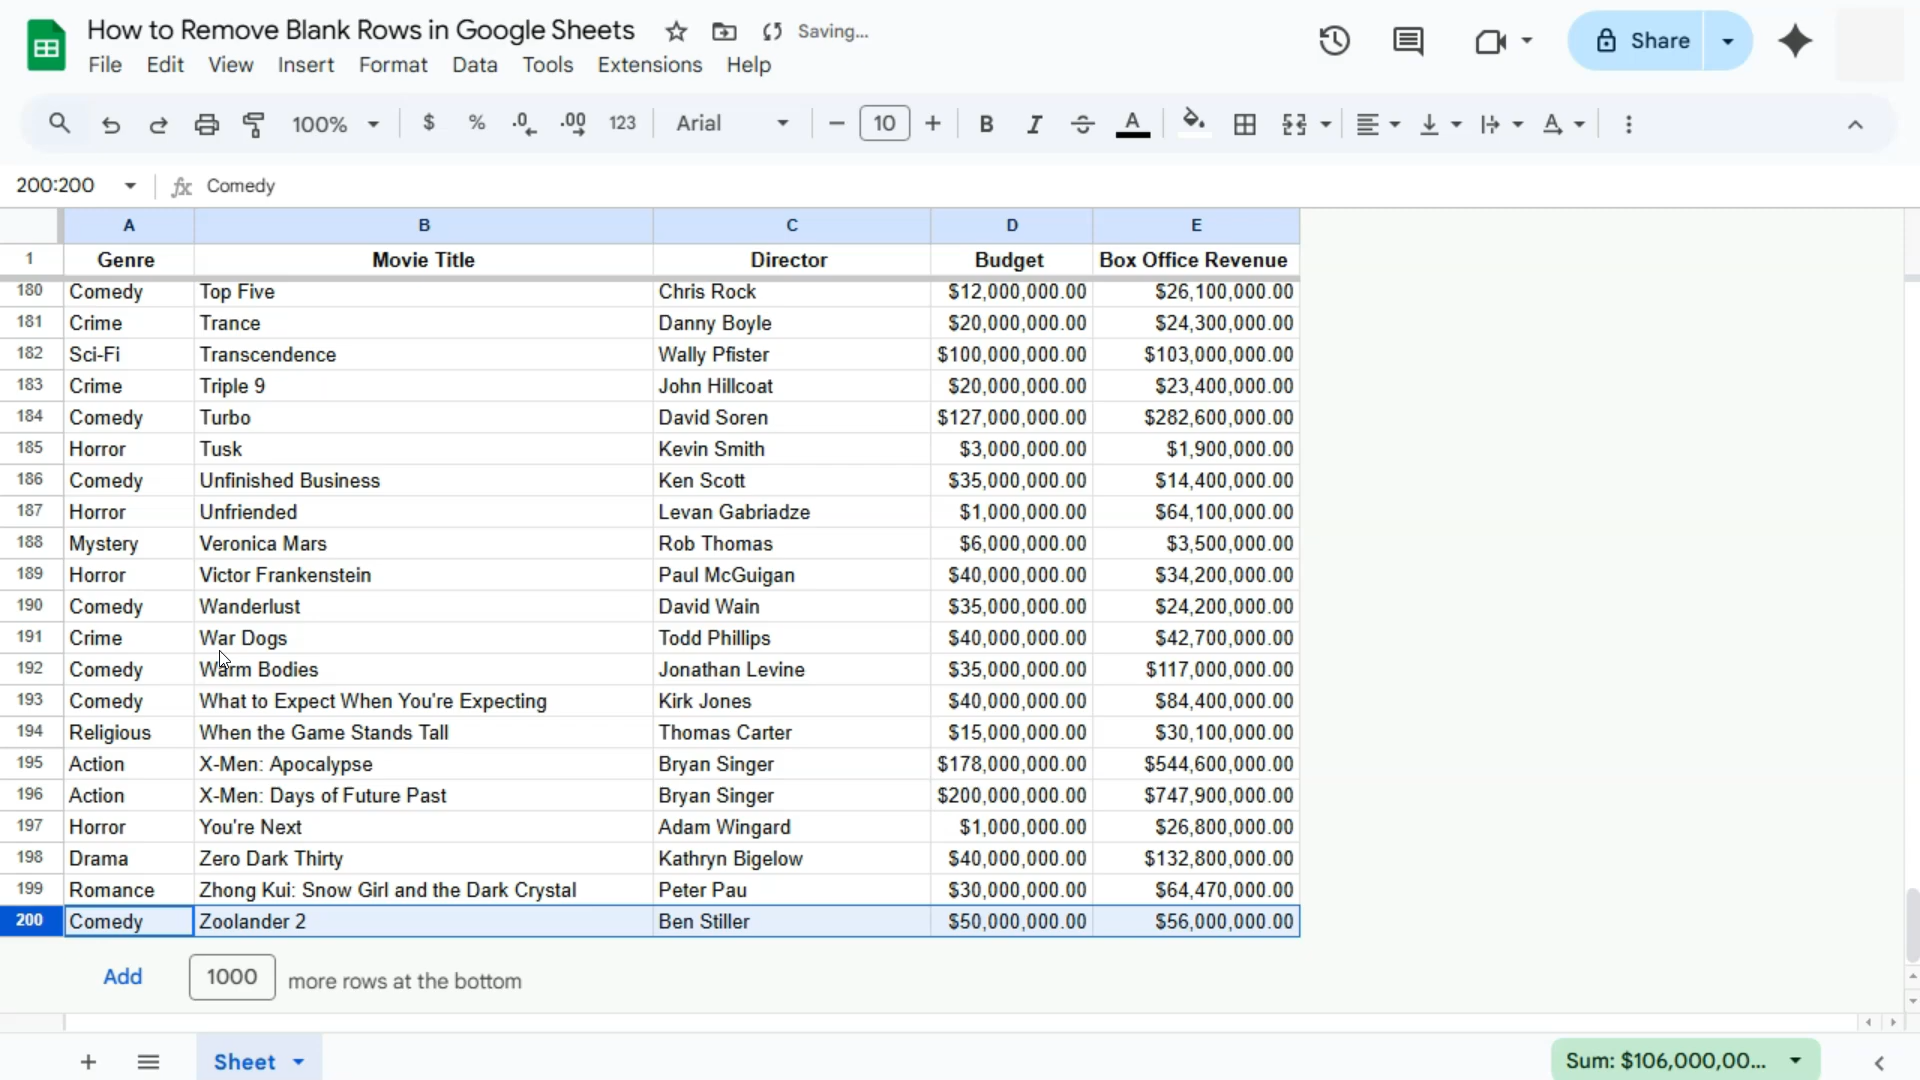 How to Remove Blank Rows in Google Sheets Saving...
File Edit View Insert Format Data Tools Extensions Help
Share
100% $ % .0 .00 123 Arial 10 B I A
200:200 fx Comedy
A B C D E
1 Genre Movie Title Director Budget Box Office Revenue
180 Comedy Top Five Chris Rock $12,000,000.00 $26,100,000.00
181 Crime Trance Danny Boyle $20,000,000.00 $24,300,000.00
182 Sci-Fi Transcendence Wally Pfister $100,000,000.00 $103,000,000.00
183 Crime Triple 9 John Hillcoat $20,000,000.00 $23,400,000.00
184 Comedy Turbo David Soren $127,000,000.00 $282,600,000.00
185 Horror Tusk Kevin Smith $3,000,000.00 $1,900,000.00
186 Comedy Unfinished Business Ken Scott $35,000,000.00 $14,400,000.00
187 Horror Unfriended Levan Gabriadze $1,000,000.00 $64,100,000.00
188 Mystery Veronica Mars Rob Thomas $6,000,000.00 $3,500,000.00
189 Horror Victor Frankenstein Paul McGuigan $40,000,000.00 $34,200,000.00
190 Comedy Wanderlust David Wain $35,000,000.00 $24,200,000.00
191 Crime War Dogs Todd Phillips $40,000,000.00 $42,700,000.00
192 Comedy Warm Bodies Jonathan Levine $35,000,000.00 $117,000,000.00
193 Comedy What to Expect When You're Expecting Kirk Jones $40,000,000.00 $84,400,000.00
194 Religious When the Game Stands Tall Thomas Carter $15,000,000.00 $30,100,000.00
195 Action X-Men: Apocalypse Bryan Singer $178,000,000.00 $544,600,000.00
196 Action X-Men: Days of Future Past Bryan Singer $200,000,000.00 $747,900,000.00
197 Horror You're Next Adam Wingard $1,000,000.00 $26,800,000.00
198 Drama Zero Dark Thirty Kathryn Bigelow $40,000,000.00 $132,800,000.00
199 Romance Zhong Kui: Snow Girl and the Dark Crystal Peter Pau $30,000,000.00 $64,470,000.00
200 Comedy Zoolander 2 Ben Stiller $50,000,000.00 $56,000,000.00
Add 1000 more rows at the bottom
Sheet Sum: $106,000,00...